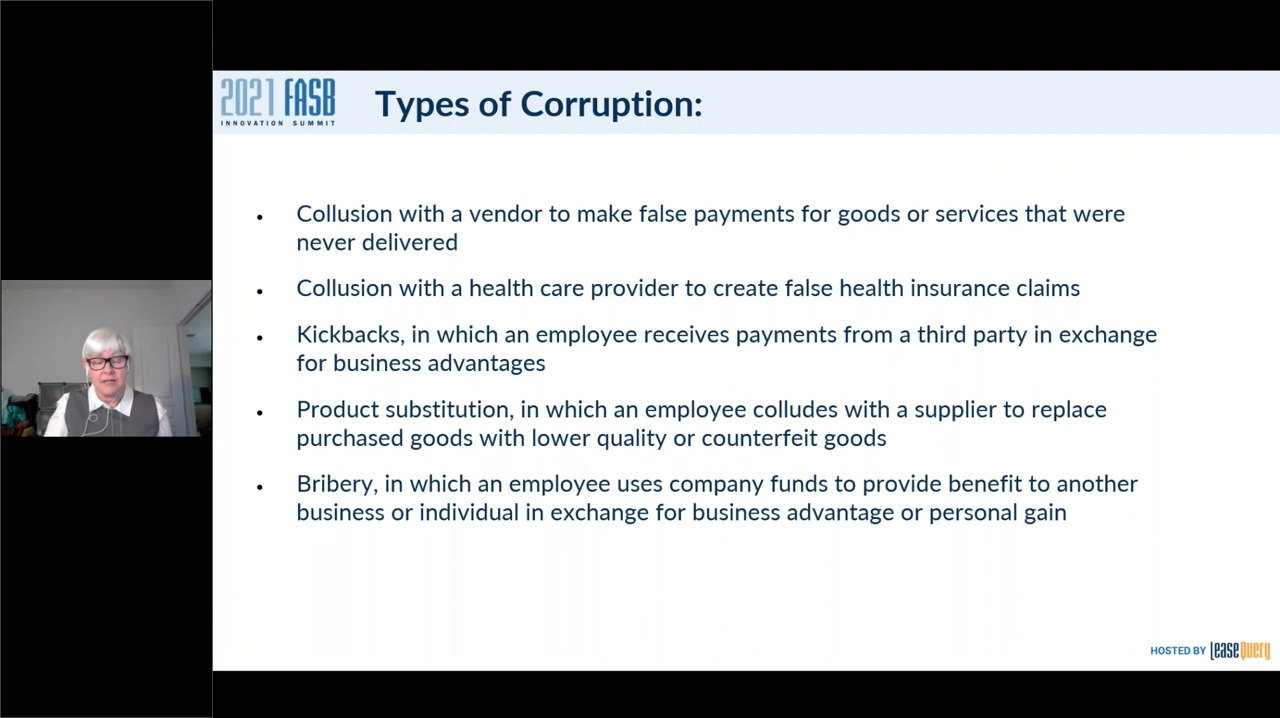 2021 FASB
INNOVATION SUMMIT
Types of Corruption:
• Collusion with a vendor to make false payments for goods or services that were
never delivered
• Collusion with a health care provider to create false health insurance claims
• Kickbacks, in which an employee receives payments from a third party in exchange
for business advantages
• Product substitution, in which an employee colludes with a supplier to replace
purchased goods with lower quality or counterfeit goods
• Bribery, in which an employee uses company funds to provide benefit to another
business or individual in exchange for business advantage or personal gain
HOSTED BY LeaseQuery